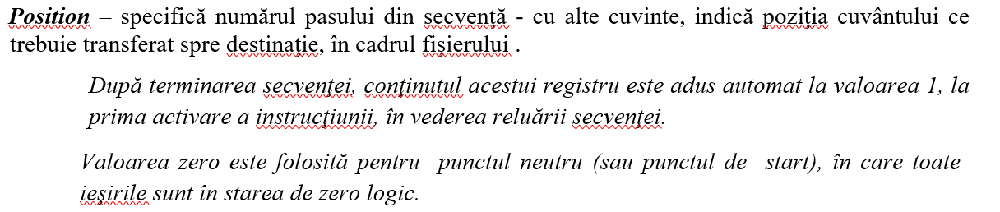 Position – specifică numărul pasului din secvenţă - cu alte cuvinte, indică poziţia cuvântului ce
trebuie transferat spre destinaţie, în cadrul fişierului .
După terminarea secvenţei, conţinutul acestui registru este adus automat la valoarea 1, la
prima activare a instrucţiunii, în vederea reluării secvenţei.
Valoarea zero este folosită pentru  punctul neutru (sau punctul de  start), în care toate
ieşirile sunt în starea de zero logic.